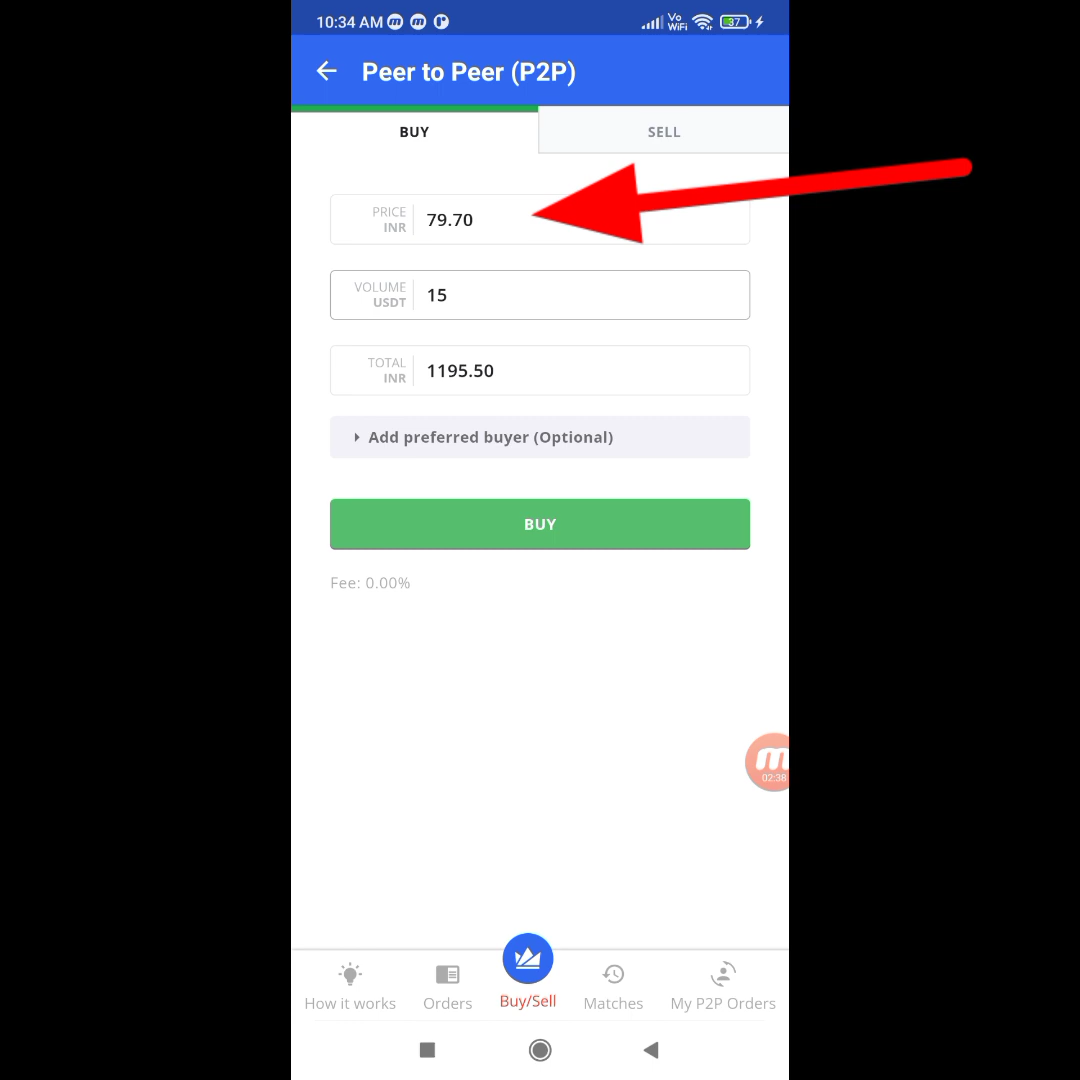 10:34 AM
Vo
WiFi
37
Peer to Peer (P2P)
BUY
SELL
PRICE
INR
79.70
VOLUME
USDT
15
TOTAL
INR
1195.50
Add preferred buyer (Optional)
BUY
Fee: 0.00%
02:38
How it works
Orders
Buy/Sell
Matches
My P2P Orders